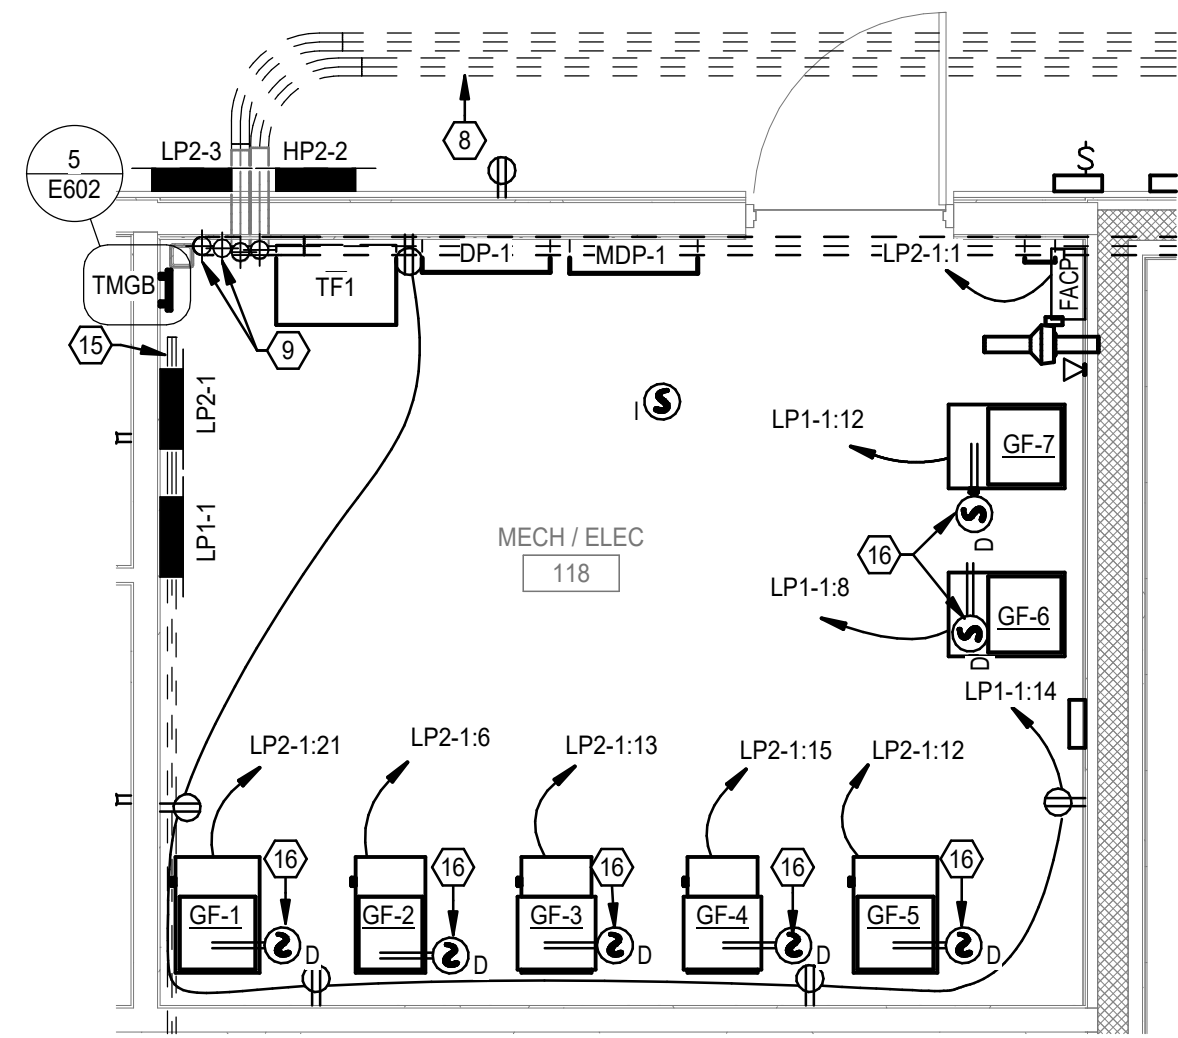 8
LP2-3
HP2-2
5
E602
S
TMGB
TF1
DP-1
MDP-1
LP2-1:1
FACP
15
9
LP2-1
I
LP1-1:12
GF-7
LP1-1
MECH / ELEC
118
16
D
LP1-1:8
GF-6
D
LP1-1:14
LP2-1:21
LP2-1:6
LP2-1:13
LP2-1:15
LP2-1:12
16
16
16
16
16
GF-1
GF-2
GF-3
GF-4
GF-5
D
D
D
D
D